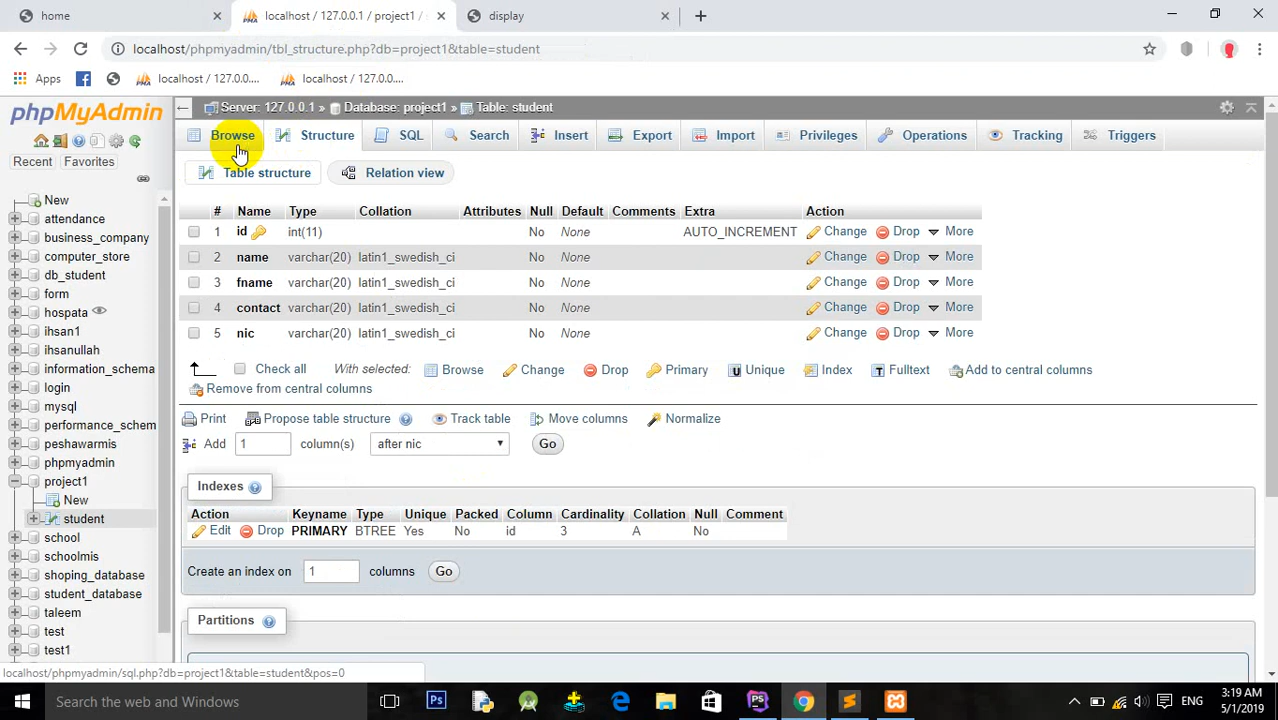 home
localhost / 127.0.0.1 / project1 / s
display
localhost/phpmyadmin/tbl_structure.php?db=project1&table=student
Apps localhost / 127.0.0.... localhost / 127.0.0....
phpMyAdmin
Recent Favorites
New
attendance
business_company
computer_store
db_student
form
hospata
ihsan1
ihsanullah
information_schema
login
mysql
performance_schem
peshawarmis
phpmyadmin
project1
New
student
school
schoolmis
shoping_database
student_database
taleem
test
test1
Server: 127.0.0.1 » Database: project1 » Table: student
Browse Structure SQL Search Insert Export Import Privileges Operations Tracking Triggers
Table structure Relation view
# Name Type Collation Attributes Null Default Comments Extra Action
1 id int(11) No None AUTO_INCREMENT Change Drop More
2 name varchar(20) latin1_swedish_ci No None Change Drop More
3 fname varchar(20) latin1_swedish_ci No None Change Drop More
4 contact varchar(20) latin1_swedish_ci No None Change Drop More
5 nic varchar(20) latin1_swedish_ci No None Change Drop More
Check all With selected: Browse Change Drop Primary Unique Index Fulltext Add to central columns
Remove from central columns
Print Propose table structure Track table Move columns Normalize
Add 1 column(s) after nic Go
Indexes
Action Keyname Type Unique Packed Column Cardinality Collation Null Comment
Edit Drop PRIMARY BTREE Yes No id 3 A No
Create an index on 1 columns Go
Partitions
localhost/phpmyadmin/sql.php?db=project1&table=student&pos=0
Search the web and Windows
ENG
3:19 AM
5/1/2019